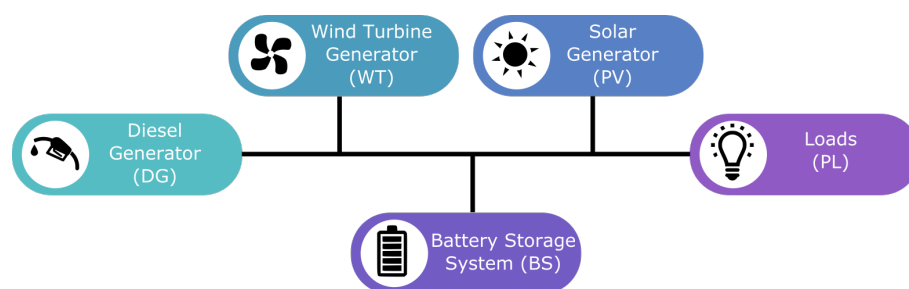 Wind Turbine
Generator
(WT)
Solar
Generator
(PV)
Diesel
Generator
(DG)
Loads
(PL)
Battery Storage
System (BS)